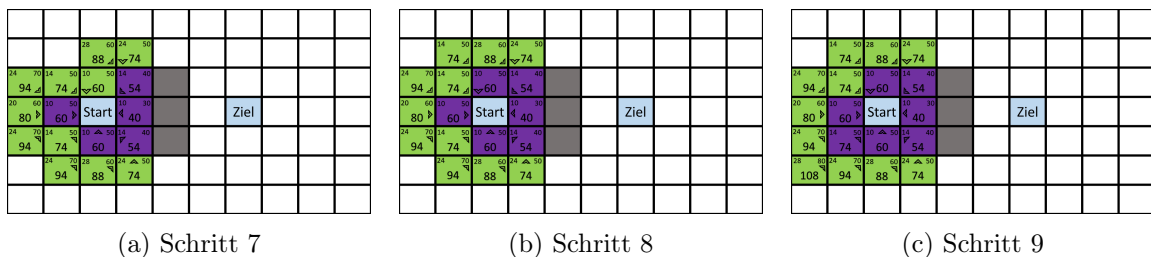 28 60 24 50 14 50 28 60 24 50 14 50 28 60 24 50
88 74 74 88 74 74 88 74
24 70 14 50 10 50 14 40 24 70 14 50 10 50 14 40 24 70 14 50 10 50 14 40
94 74 60 54 94 74 60 54 94 74 60 54
20 60 10 50 10 30 20 60 10 50 10 30 20 60 10 50 10 30
80 60 Start 40 Ziel 80 60 Start 40 Ziel 80 60 Start 40 Ziel
24 70 14 50 10 50 14 40 24 70 14 50 10 50 14 40 24 70 14 50 10 50 14 40
94 74 60 54 94 74 60 54 94 74 60 54
24 70 28 60 24 50 24 70 28 60 24 50 28 80 24 70 28 60 24 50
94 88 74 94 88 74 108 94 88 74
(a) Schritt 7 (b) Schritt 8 (c) Schritt 9